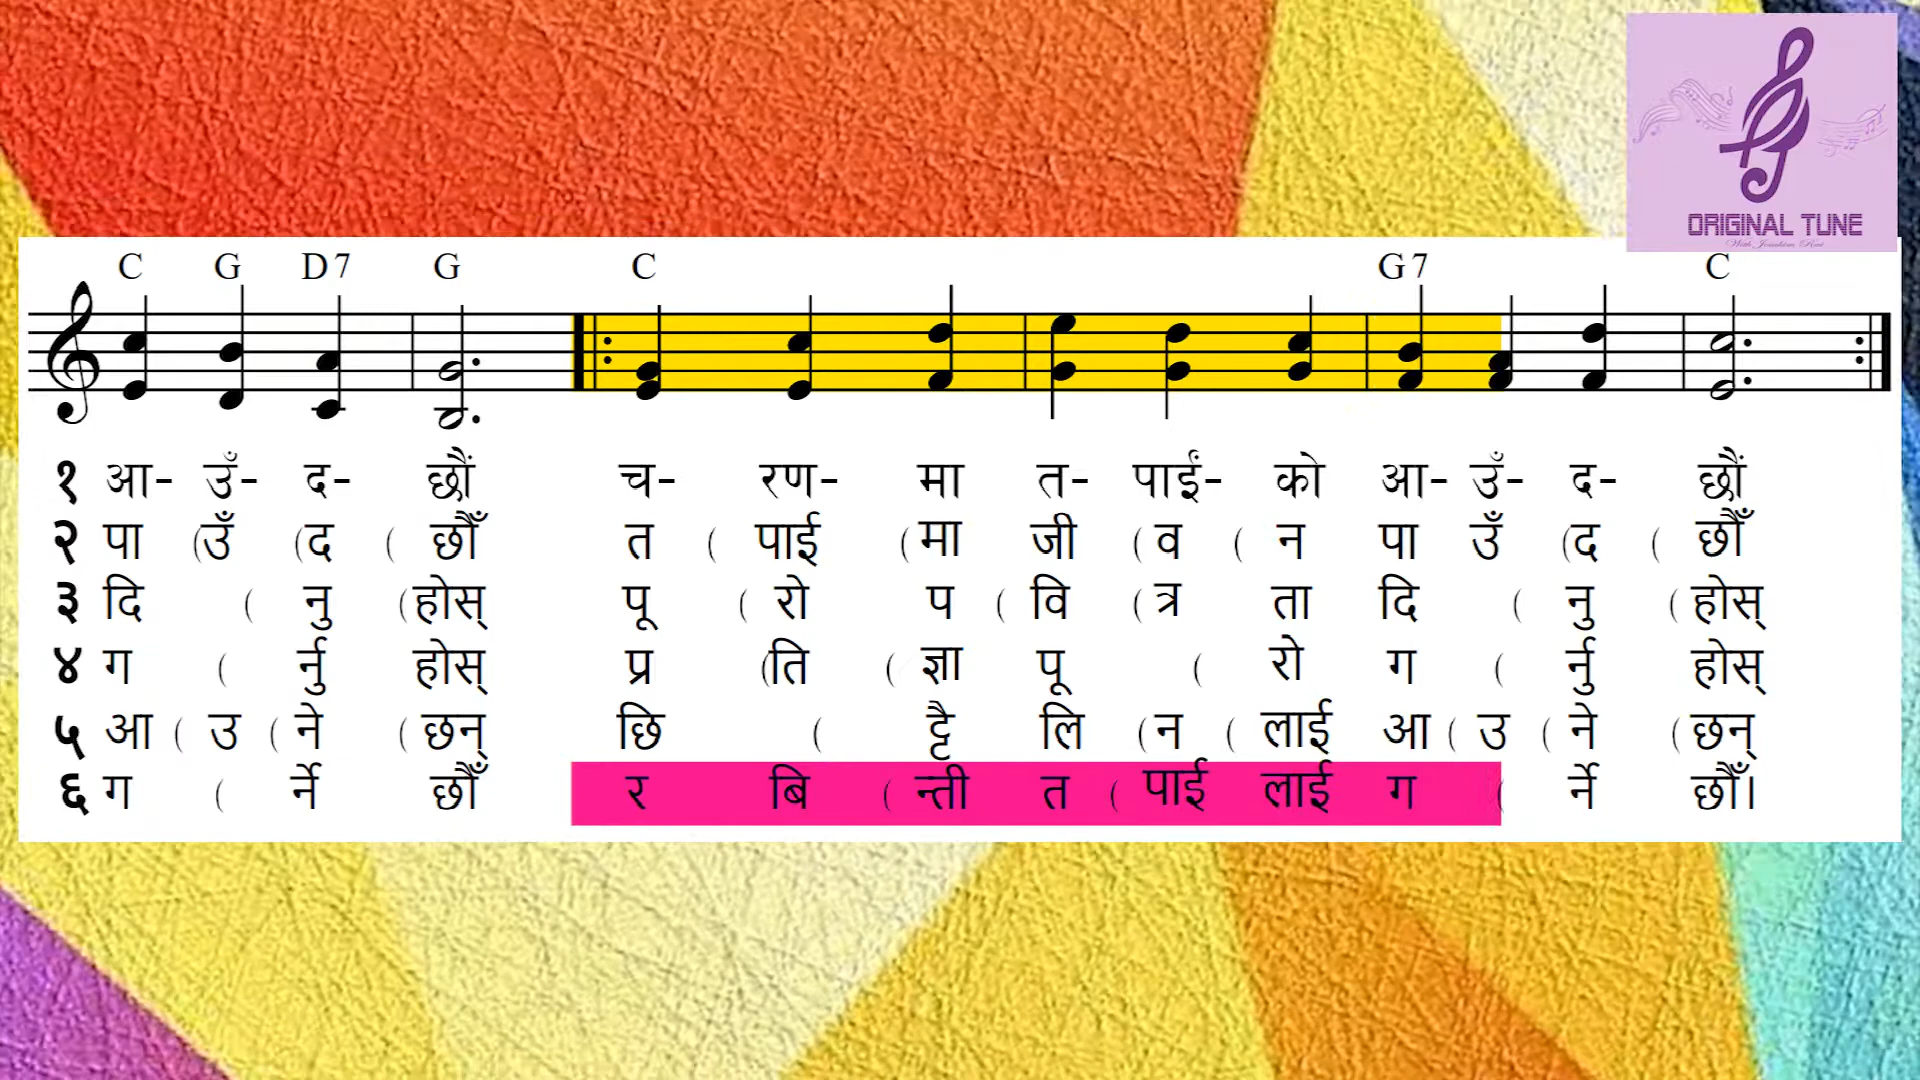 ORIGINAL TUNE
C G D7 G C G7 C
१ आ- उँ- द- छौं च- रण- मा त- पाईं- को आ- उँ- द- छौं
२ पा (उँ (द ( छौँ त ( पाई (मा जी ( व ( न पा उँ (द ( छौँ
३ दि ( नु (होस् पू ( रो प ( वि ( त्र ता दि ( नु ( होस्
४ ग ( र्नु होस् प्र (ति ( ज्ञा पू ( रो ग ( र्नु होस्
५ आ ( उ ( ने ( छन् छि ( ट्टै लि ( न ( लाई आ ( उ ( ने ( छन्
६ ग ( र्ने छौँ र बि ( न्ती त ( पाई लाई ग ( र्ने छौँ।